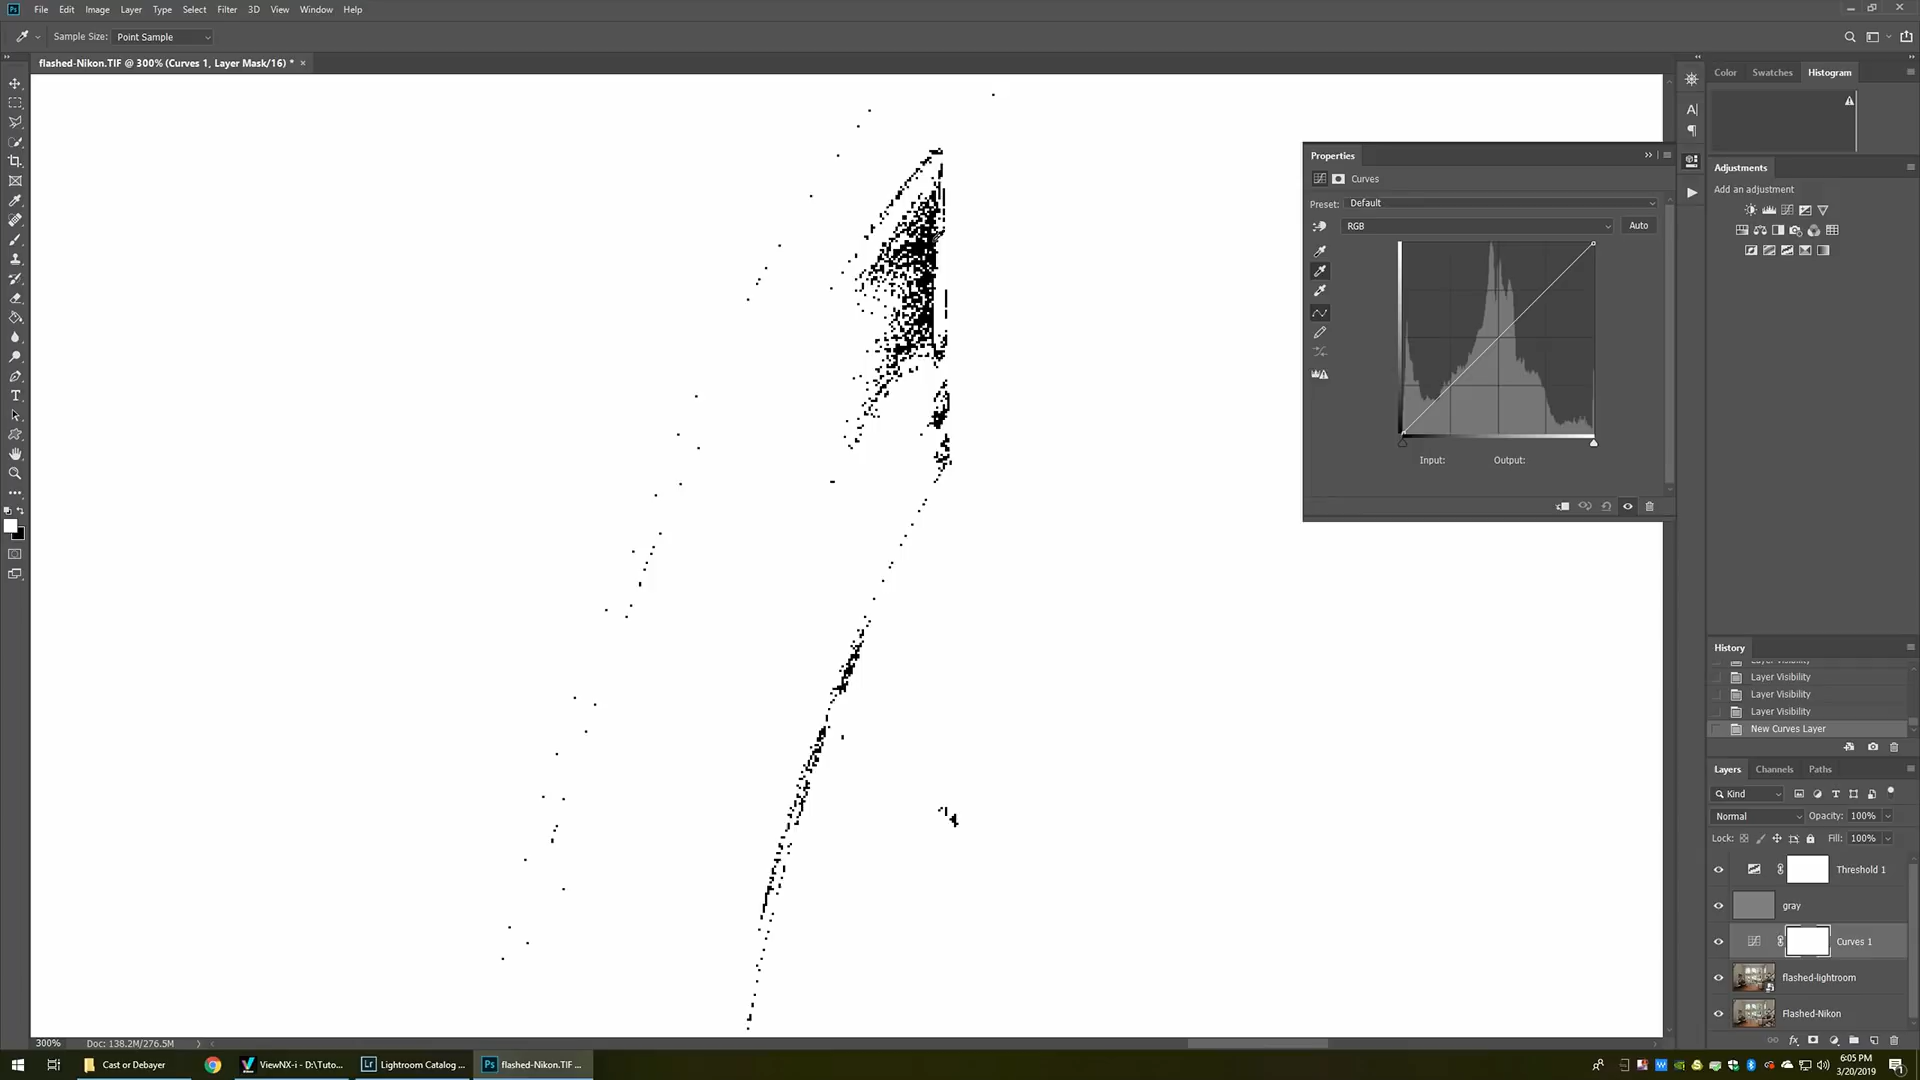 Ps File Edit Image Layer Type Select Filter 3D View Window Help
Sample Size: Point Sample
flashed-Nikon.TIF @ 300% (Curves 1, Layer Mask/16) * ×
Color Swatches Histogram
Properties
Curves
Preset: Default
RGB Auto
Input: Output:
Adjustments
Add an adjustment
History
Layer Visibility
Layer Visibility
Layer Visibility
New Curves Layer
Layers Channels Paths
Kind
Normal Opacity: 100%
Lock: Fill: 100%
Threshold 1
gray
Curves 1
flashed-lightroom
Flashed-Nikon
300% Doc: 138.2M/276.5M
Cast or Debayer
ViewNX-i - D:\Tuto...
Lr Lightroom Catalog ...
Ps flashed-Nikon.TIF ...
6:05 PM
3/20/2019